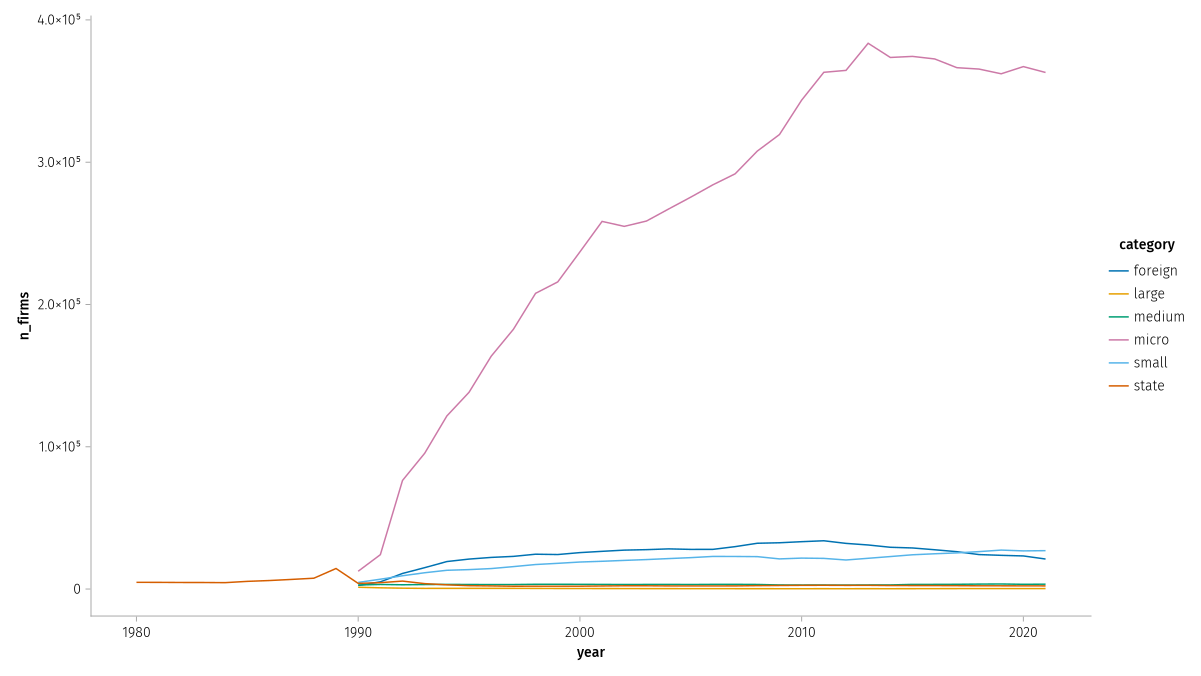 4.0×10⁵
3.0×10⁵
2.0×10⁵
1.0×10⁵
0
n_firms
1980 1990 2000 2010 2020
year
category
foreign
large
medium
micro
small
state